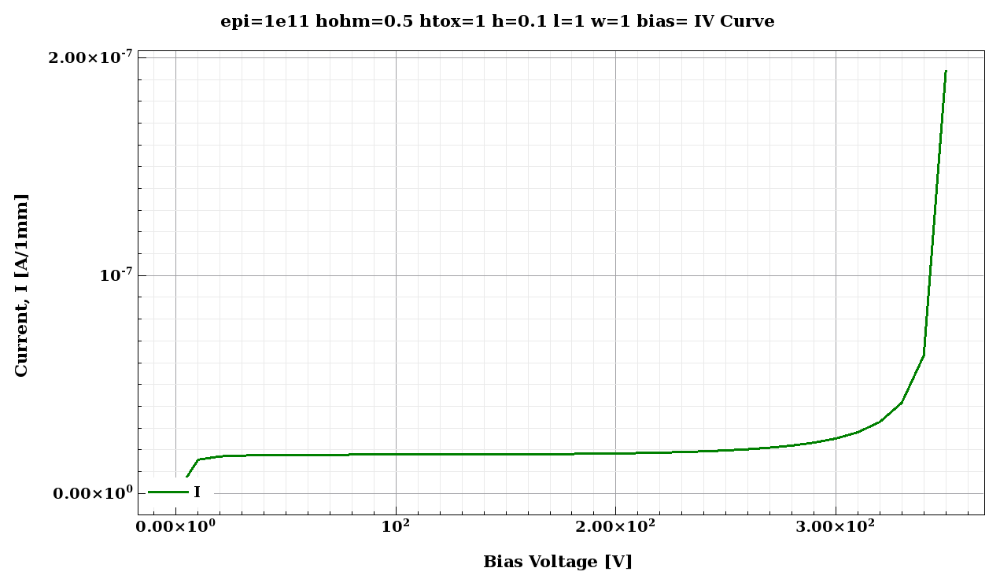 epi=1e11 hohm=0.5 htox=1 h=0.1 l=1 w=1 bias= IV Curve
2.00×10⁻⁷
10⁻⁷
0.00×10⁰
Current, I [A/1mm]
I
0.00×10⁰ 10² 2.00×10² 3.00×10²
Bias Voltage [V]